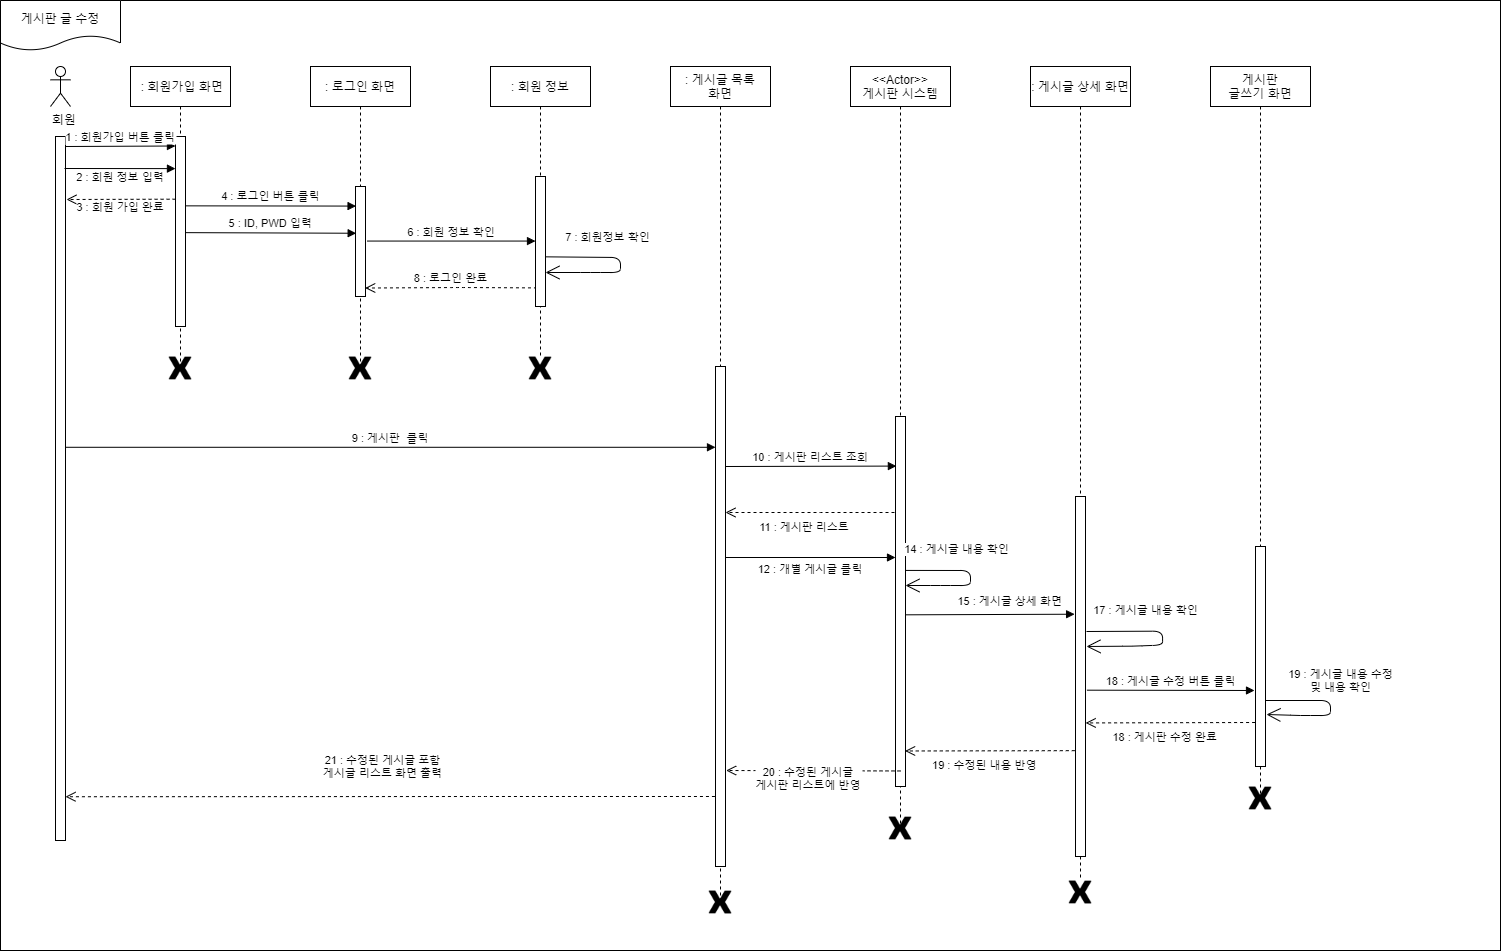 게시판 글 수정
회원
: 회원가입 화면
: 로그인 화면
: 회원 정보
: 게시글 목록
화면
<<Actor>>
게시판 시스템
: 게시글 상세 화면
게시판
글쓰기 화면
1 : 회원가입 버튼 클릭
2 : 회원 정보 입력
3 : 회원 가입 완료
4 : 로그인 버튼 클릭
5 : ID, PWD 입력
6 : 회원 정보 확인
7 : 회원정보 확인
8 : 로그인 완료
9 : 게시판  클릭
10 : 게시판 리스트 조회
11 : 게시판 리스트
12 : 개별 게시글 클릭
14 : 게시글 내용 확인
15 : 게시글 상세 화면
17 : 게시글 내용 확인
18 : 게시글 수정 버튼 클릭
19 : 게시글 내용 수정
및 내용 확인
18 : 게시판 수정 완료
19 : 수정된 내용 반영
20 : 수정된 게시글
게시판 리스트에 반영
21 : 수정된 게시글 포함
게시글 리스트 화면 출력